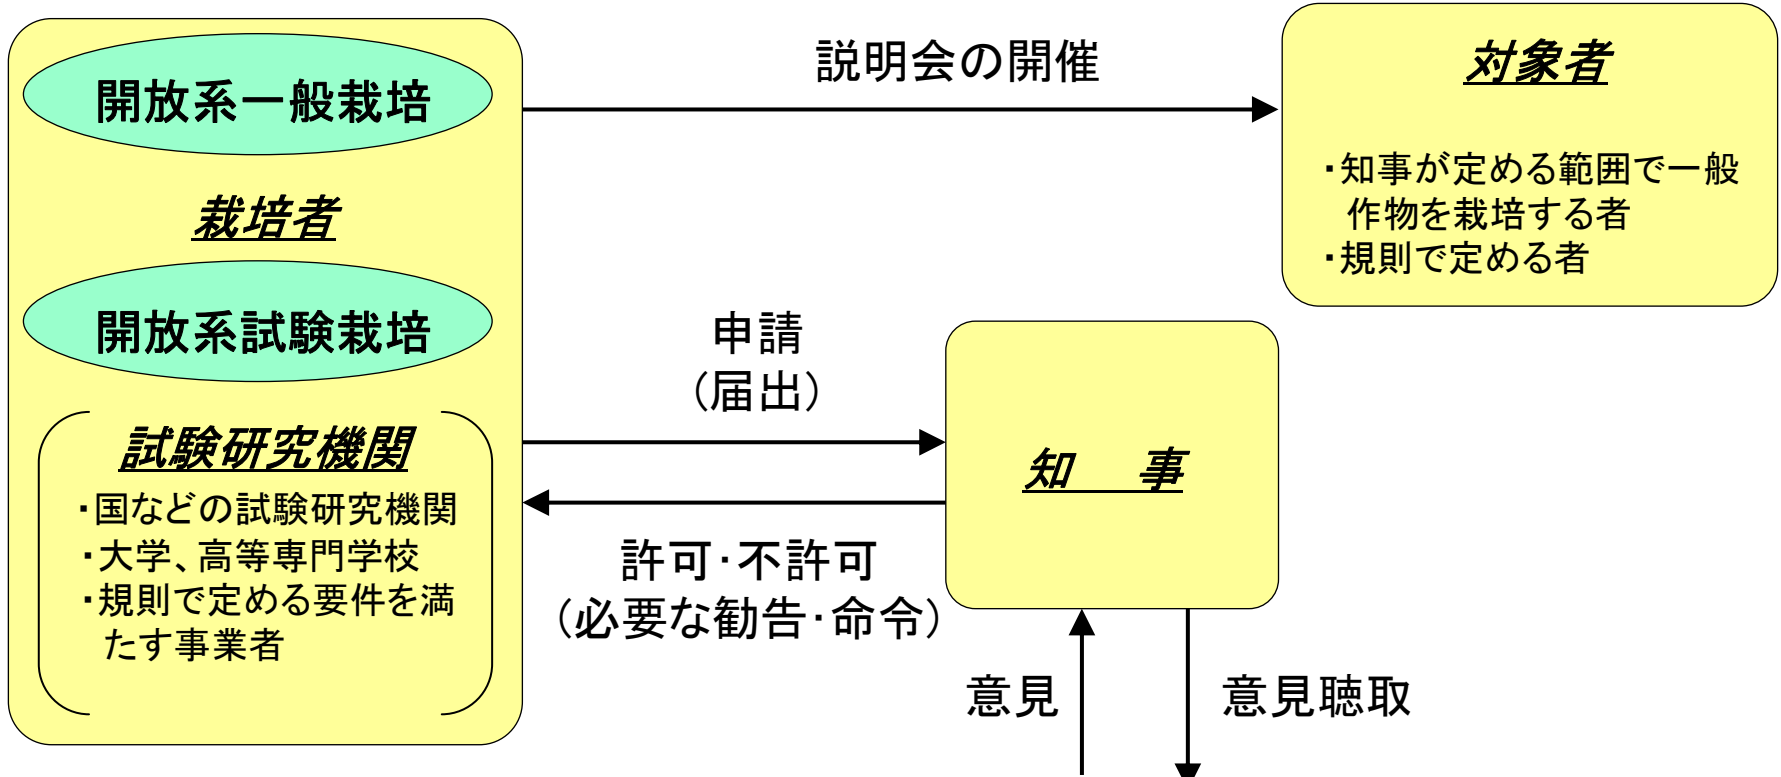 開放系一般栽培
栽培者
開放系試験栽培
試験研究機関
・国などの試験研究機関
・大学、高等専門学校
・規則で定める要件を満
たす事業者
説明会の開催
対象者
・知事が定める範囲で一般
作物を栽培する者
・規則で定める者
申請
（届出）
許可・不許可
（必要な勧告・命令）
知　事
意見
意見聴取